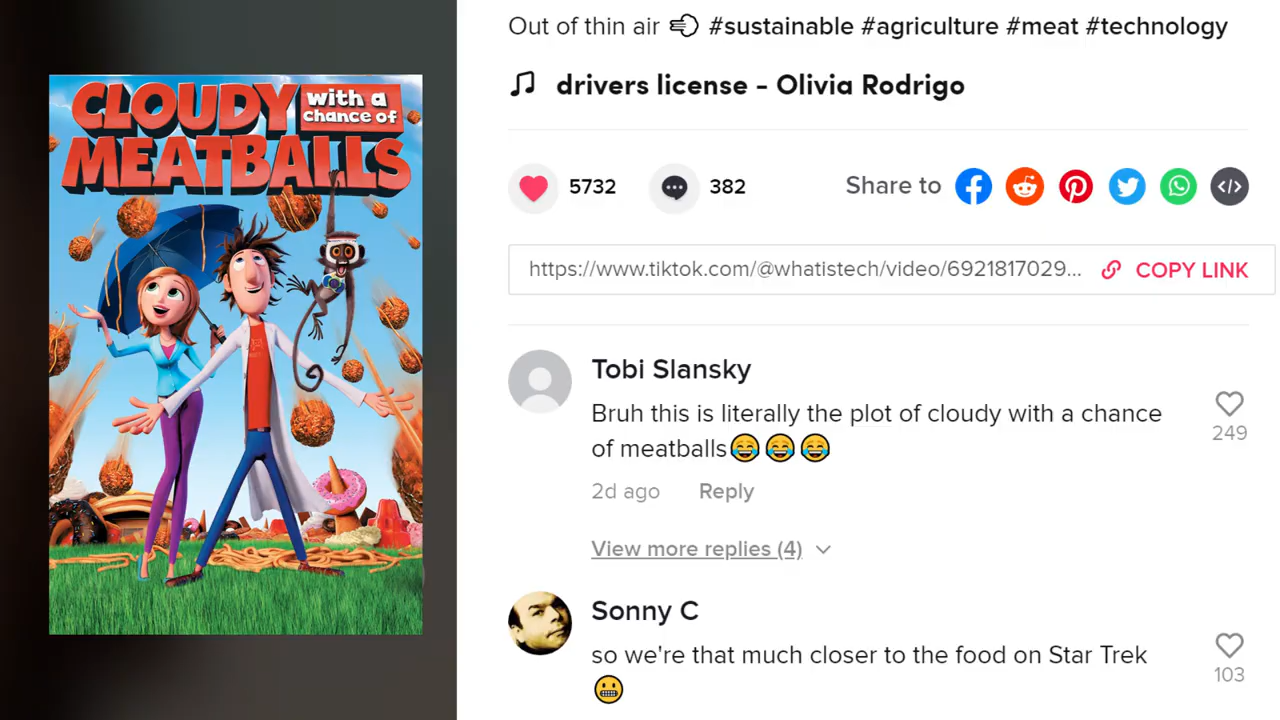 CLOUDY with a
chance of
MEATBALLS
Out of thin air 💨 #sustainable #agriculture #meat #technology
drivers license - Olivia Rodrigo
5732 382 Share to
https://www.tiktok.com/@whatistech/video/6921817029... COPY LINK
Tobi Slansky
Bruh this is literally the plot of cloudy with a chance
of meatballs😂😂😂
249
2d ago Reply
View more replies (4)
Sonny C
so we're that much closer to the food on Star Trek
😬
103